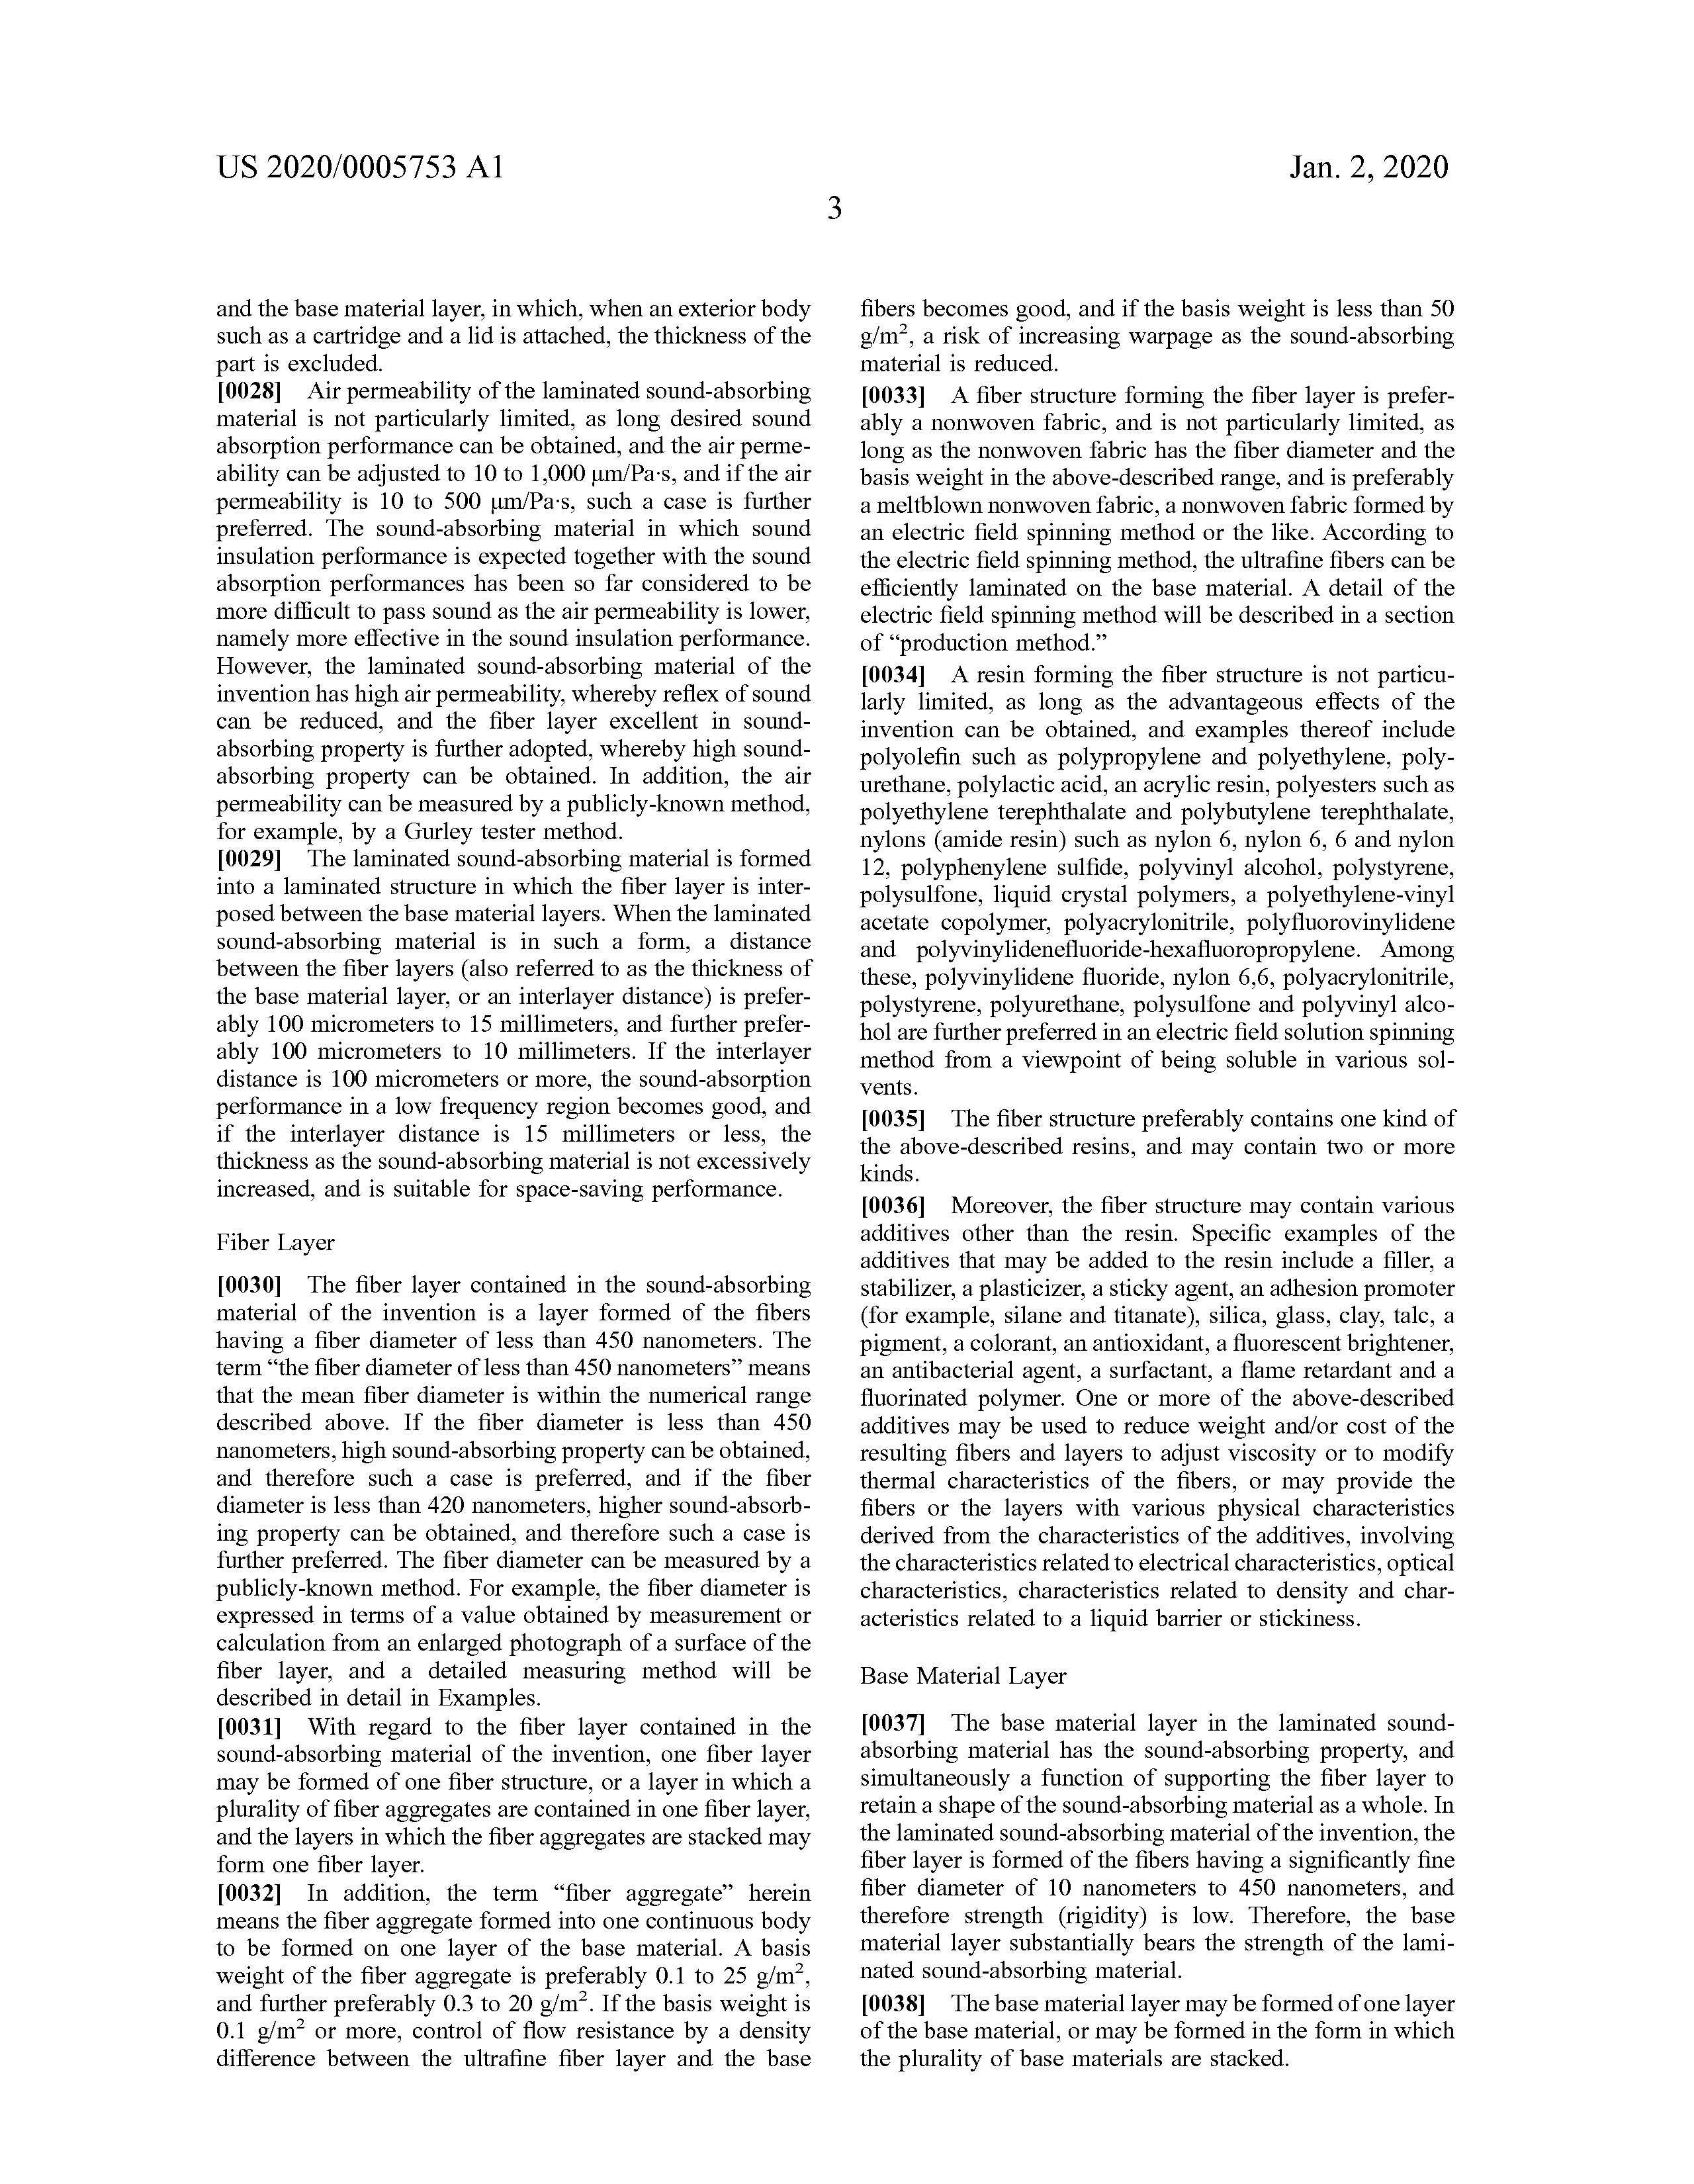 US 2020/0005753 A1
Jan. 2, 2020
3
and the base material layer, in which, when an exterior body
such as a cartridge and a lid is attached, the thickness of the
part is excluded.
[0028] Air permeability of the laminated sound-absorbing
material is not particularly limited, as long desired sound
absorption performance can be obtained, and the air perme-
ability can be adjusted to 10 to 1,000 μm/Pa·s, and if the air
permeability is 10 to 500 μm/Pa·s, such a case is further
preferred. The sound-absorbing material in which sound
insulation performance is expected together with the sound
absorption performances has been so far considered to be
more difficult to pass sound as the air permeability is lower,
namely more effective in the sound insulation performance.
However, the laminated sound-absorbing material of the
invention has high air permeability, whereby reflex of sound
can be reduced, and the fiber layer excellent in sound-
absorbing property is further adopted, whereby high sound-
absorbing property can be obtained. In addition, the air
permeability can be measured by a publicly-known method,
for example, by a Gurley tester method.
[0029] The laminated sound-absorbing material is formed
into a laminated structure in which the fiber layer is inter-
posed between the base material layers. When the laminated
sound-absorbing material is in such a form, a distance
between the fiber layers (also referred to as the thickness of
the base material layer, or an interlayer distance) is prefer-
ably 100 micrometers to 15 millimeters, and further prefer-
ably 100 micrometers to 10 millimeters. If the interlayer
distance is 100 micrometers or more, the sound-absorption
performance in a low frequency region becomes good, and
if the interlayer distance is 15 millimeters or less, the
thickness as the sound-absorbing material is not excessively
increased, and is suitable for space-saving performance.
Fiber Layer
[0030] The fiber layer contained in the sound-absorbing
material of the invention is a layer formed of the fibers
having a fiber diameter of less than 450 nanometers. The
term “the fiber diameter of less than 450 nanometers” means
that the mean fiber diameter is within the numerical range
described above. If the fiber diameter is less than 450
nanometers, high sound-absorbing property can be obtained,
and therefore such a case is preferred, and if the fiber
diameter is less than 420 nanometers, higher sound-absorb-
ing property can be obtained, and therefore such a case is
further preferred. The fiber diameter can be measured by a
publicly-known method. For example, the fiber diameter is
expressed in terms of a value obtained by measurement or
calculation from an enlarged photograph of a surface of the
fiber layer, and a detailed measuring method will be
described in detail in Examples.
[0031] With regard to the fiber layer contained in the
sound-absorbing material of the invention, one fiber layer
may be formed of one fiber structure, or a layer in which a
plurality of fiber aggregates are contained in one fiber layer,
and the layers in which the fiber aggregates are stacked may
form one fiber layer.
[0032] In addition, the term “fiber aggregate” herein
means the fiber aggregate formed into one continuous body
to be formed on one layer of the base material. A basis
weight of the fiber aggregate is preferably 0.1 to 25 g/m²,
and further preferably 0.3 to 20 g/m². If the basis weight is
0.1 g/m² or more, control of flow resistance by a density
difference between the ultrafine fiber layer and the base
fibers becomes good, and if the basis weight is less than 50
g/m², a risk of increasing warpage as the sound-absorbing
material is reduced.
[0033] A fiber structure forming the fiber layer is prefer-
ably a nonwoven fabric, and is not particularly limited, as
long as the nonwoven fabric has the fiber diameter and the
basis weight in the above-described range, and is preferably
a meltblown nonwoven fabric, a nonwoven fabric formed by
an electric field spinning method or the like. According to
the electric field spinning method, the ultrafine fibers can be
efficiently laminated on the base material. A detail of the
electric field spinning method will be described in a section
of “production method.”
[0034] A resin forming the fiber structure is not particu-
larly limited, as long as the advantageous effects of the
invention can be obtained, and examples thereof include
polyolefin such as polypropylene and polyethylene, poly-
urethane, polylactic acid, an acrylic resin, polyesters such as
polyethylene terephthalate and polybutylene terephthalate,
nylons (amide resin) such as nylon 6, nylon 6, 6 and nylon
12, polyphenylene sulfide, polyvinyl alcohol, polystyrene,
polysulfone, liquid crystal polymers, a polyethylene-vinyl
acetate copolymer, polyacrylonitrile, polyfluorovinylidene
and polyvinylidenefluoride-hexafluoropropylene. Among
these, polyvinylidene fluoride, nylon 6,6, polyacrylonitrile,
polystyrene, polyurethane, polysulfone and polyvinyl alco-
hol are further preferred in an electric field solution spinning
method from a viewpoint of being soluble in various sol-
vents.
[0035] The fiber structure preferably contains one kind of
the above-described resins, and may contain two or more
kinds.
[0036] Moreover, the fiber structure may contain various
additives other than the resin. Specific examples of the
additives that may be added to the resin include a filler, a
stabilizer, a plasticizer, a sticky agent, an adhesion promoter
(for example, silane and titanate), silica, glass, clay, talc, a
pigment, a colorant, an antioxidant, a fluorescent brightener,
an antibacterial agent, a surfactant, a flame retardant and a
fluorinated polymer. One or more of the above-described
additives may be used to reduce weight and/or cost of the
resulting fibers and layers to adjust viscosity or to modify
thermal characteristics of the fibers, or may provide the
fibers or the layers with various physical characteristics
derived from the characteristics of the additives, involving
the characteristics related to electrical characteristics, optical
characteristics, characteristics related to density and char-
acteristics related to a liquid barrier or stickiness.
Base Material Layer
[0037] The base material layer in the laminated sound-
absorbing material has the sound-absorbing property, and
simultaneously a function of supporting the fiber layer to
retain a shape of the sound-absorbing material as a whole. In
the laminated sound-absorbing material of the invention, the
fiber layer is formed of the fibers having a significantly fine
fiber diameter of 10 nanometers to 450 nanometers, and
therefore strength (rigidity) is low. Therefore, the base
material layer substantially bears the strength of the lami-
nated sound-absorbing material.
[0038] The base material layer may be formed of one layer
of the base material, or may be formed in the form in which
the plurality of base materials are stacked.